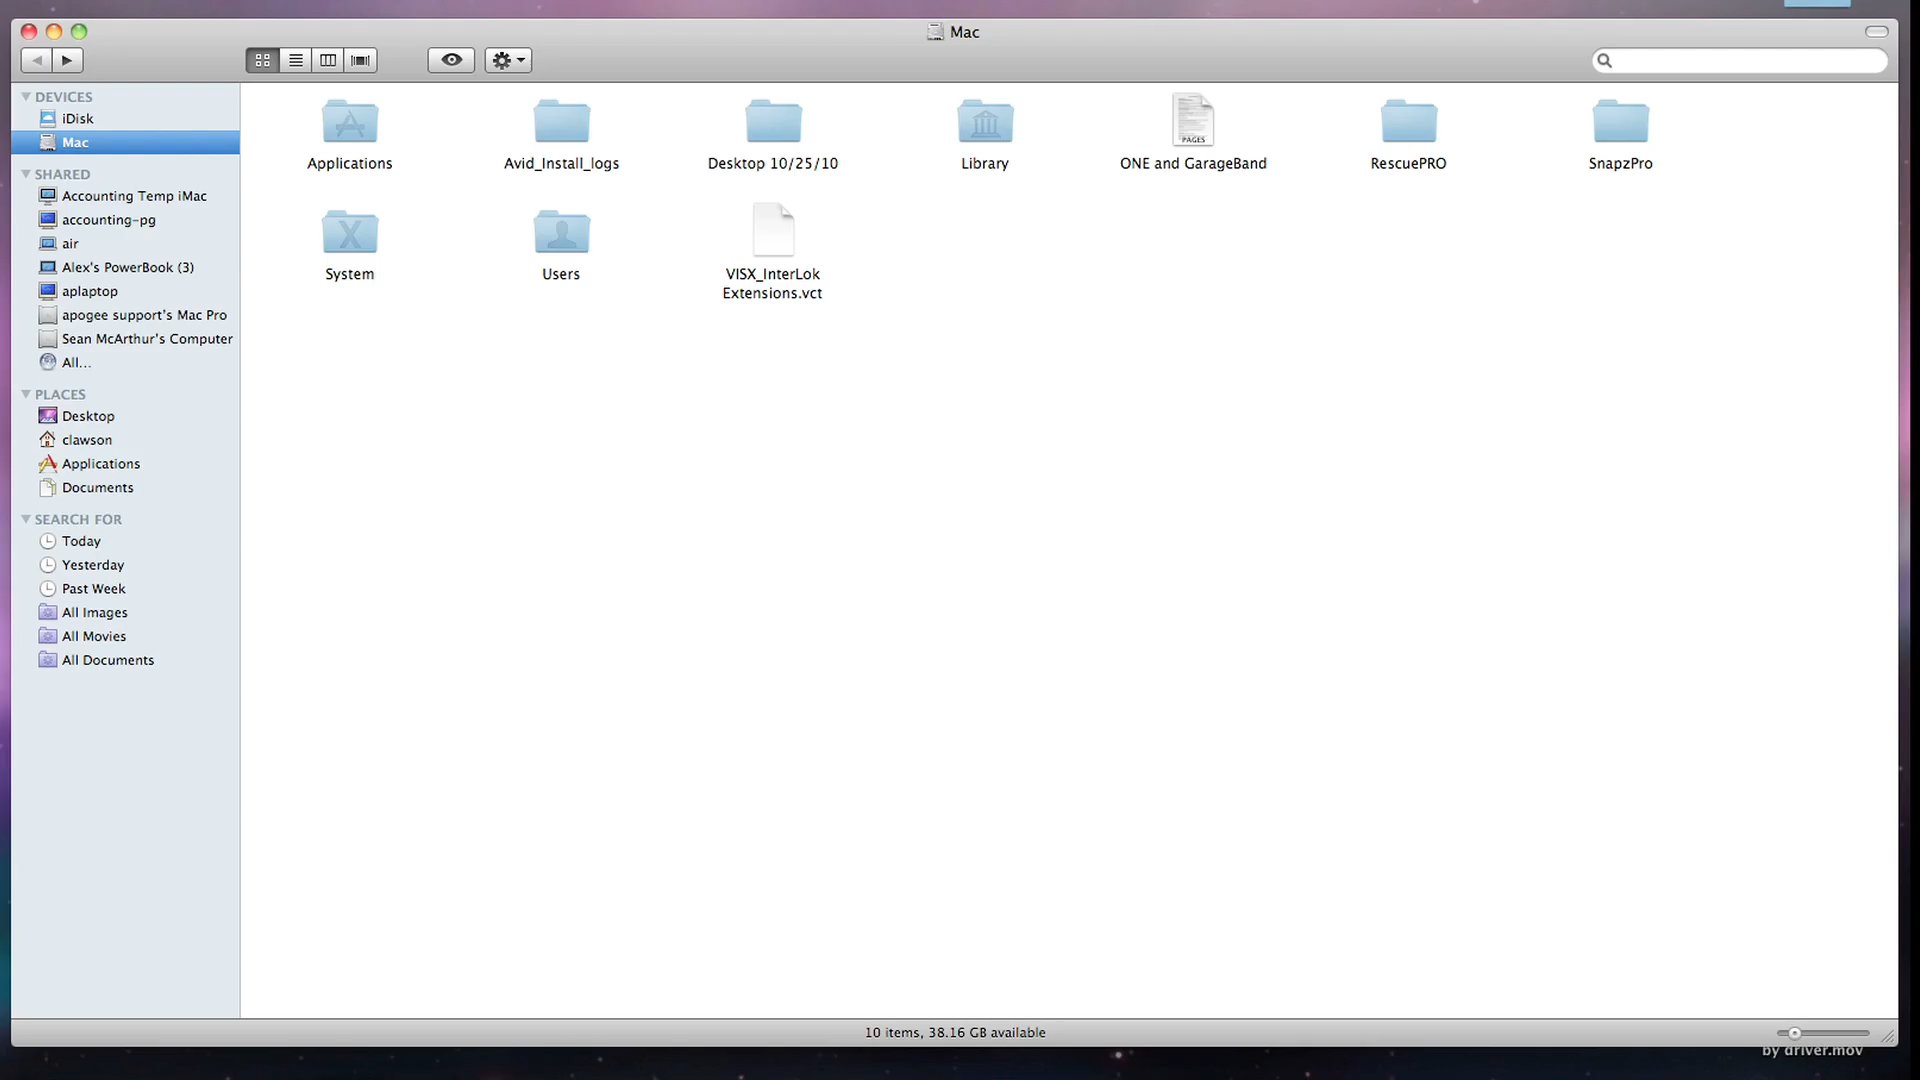 Mac
DEVICES
iDisk
Mac
SHARED
Accounting Temp iMac
accounting-pg
air
Alex's PowerBook (3)
aplaptop
apogee support's Mac Pro
Sean McArthur's Computer
All...
PLACES
Desktop
clawson
Applications
Documents
SEARCH FOR
Today
Yesterday
Past Week
All Images
All Movies
All Documents
Applications
Avid_Install_logs
Desktop 10/25/10
Library
PAGES
ONE and GarageBand
RescuePRO
SnapzPro
X
System
Users
VISX_InterLok
Extensions.vct
10 items, 38.16 GB available
by driver.mov